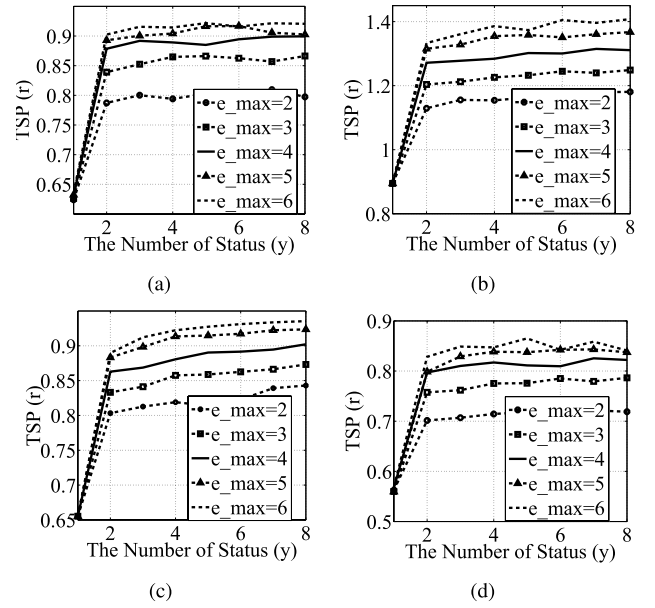 TSP (r)
0.9
0.85
0.8
0.75
0.7
0.65
2 4 6 8
The Number of Status (y)
e_max=2
e_max=3
e_max=4
e_max=5
e_max=6
(a)
TSP (r)
1.4
1.2
1
0.8
2 4 6 8
The Number of Status (y)
e_max=2
e_max=3
e_max=4
e_max=5
e_max=6
(b)
TSP (r)
0.9
0.85
0.8
0.75
0.7
0.65
2 4 6 8
The Number of Status (y)
e_max=2
e_max=3
e_max=4
e_max=5
e_max=6
(c)
TSP (r)
0.9
0.8
0.7
0.6
0.5
2 4 6 8
The Number of Status (y)
e_max=2
e_max=3
e_max=4
e_max=5
e_max=6
(d)